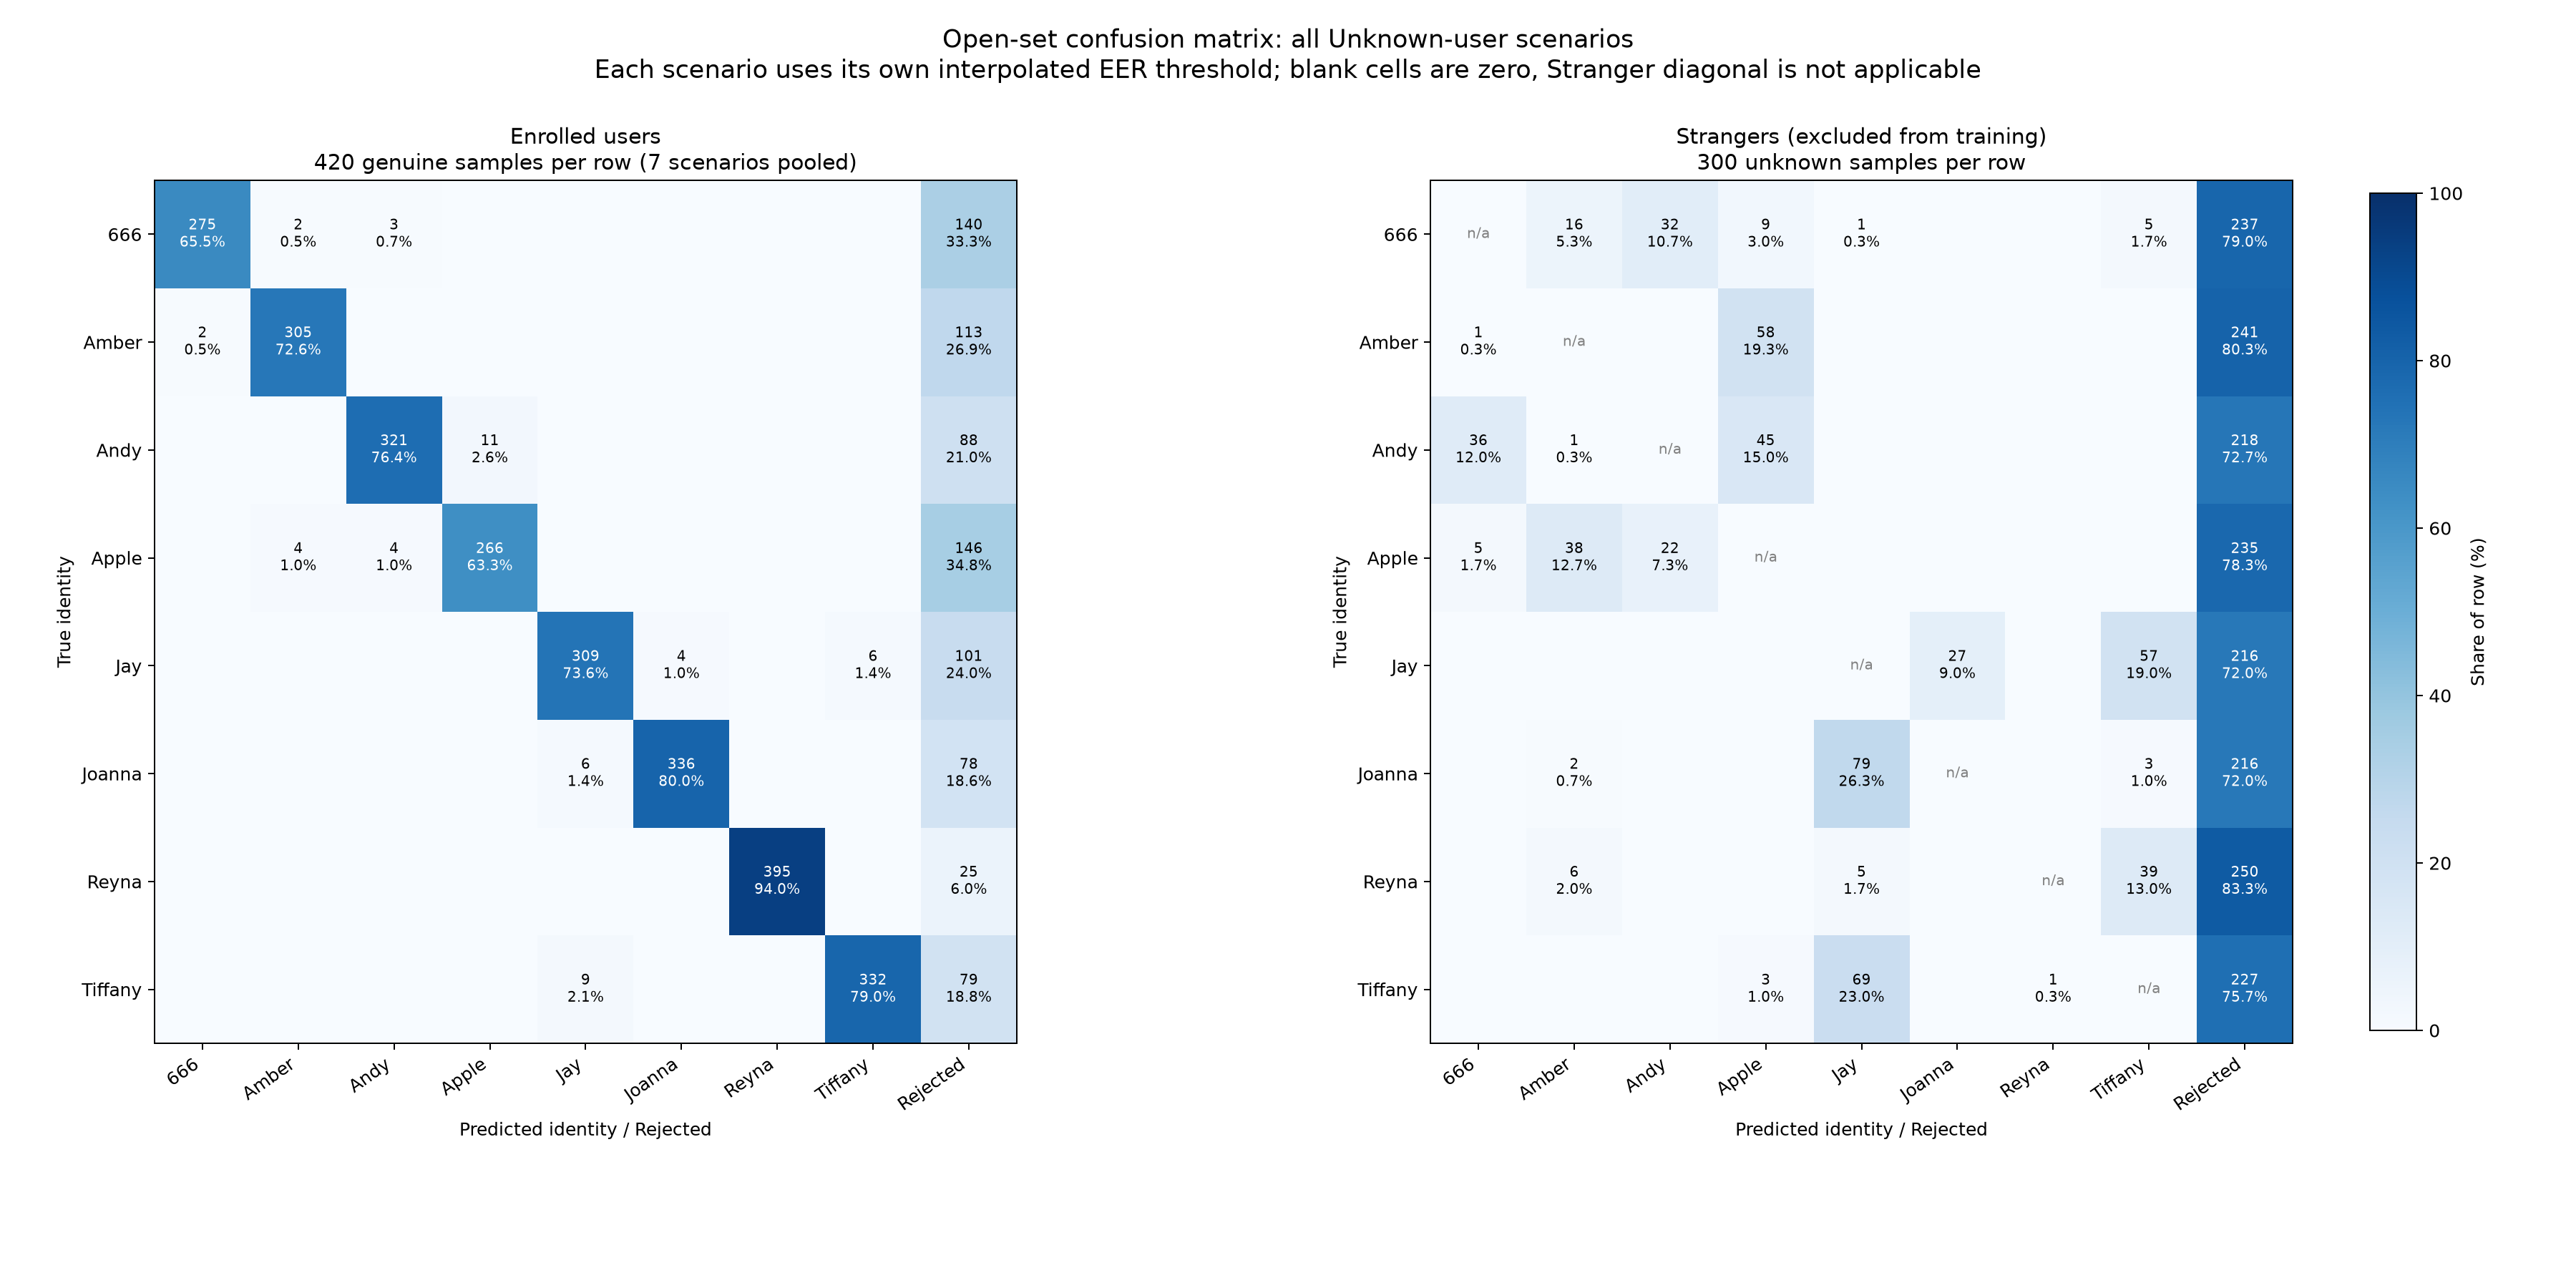 Open-set confusion matrix: all Unknown-user scenarios
Each scenario uses its own interpolated EER threshold; blank cells are zero, Stranger diagonal is not applicable
Enrolled users
420 genuine samples per row (7 scenarios pooled)
True identity
666
275 2 3 140
65.5% 0.5% 0.7% 33.3%
Amber
2 305 113
0.5% 72.6% 26.9%
Andy
321 11 88
76.4% 2.6% 21.0%
Apple
4 4 266 146
1.0% 1.0% 63.3% 34.8%
Jay
309 4 6 101
73.6% 1.0% 1.4% 24.0%
Joanna
6 336 78
1.4% 80.0% 18.6%
Reyna
395 25
94.0% 6.0%
Tiffany
9 332 79
2.1% 79.0% 18.8%
666 Amber Andy Apple Jay Joanna Reyna Tiffany Rejected
Predicted identity / Rejected
Strangers (excluded from training)
300 unknown samples per row
True identity
666
n/a 16 32 9 1 5 237
5.3% 10.7% 3.0% 0.3% 1.7% 79.0%
Amber
1 n/a 58 241
0.3% 19.3% 80.3%
Andy
36 1 n/a 45 218
12.0% 0.3% 15.0% 72.7%
Apple
5 38 22 n/a 235
1.7% 12.7% 7.3% 78.3%
Jay
n/a 27 57 216
9.0% 19.0% 72.0%
Joanna
2 79 n/a 3 216
0.7% 26.3% 1.0% 72.0%
Reyna
6 5 n/a 39 250
2.0% 1.7% 13.0% 83.3%
Tiffany
3 69 1 n/a 227
1.0% 23.0% 0.3% 75.7%
666 Amber Andy Apple Jay Joanna Reyna Tiffany Rejected
Predicted identity / Rejected
100
80
60
40
20
0
Share of row (%)